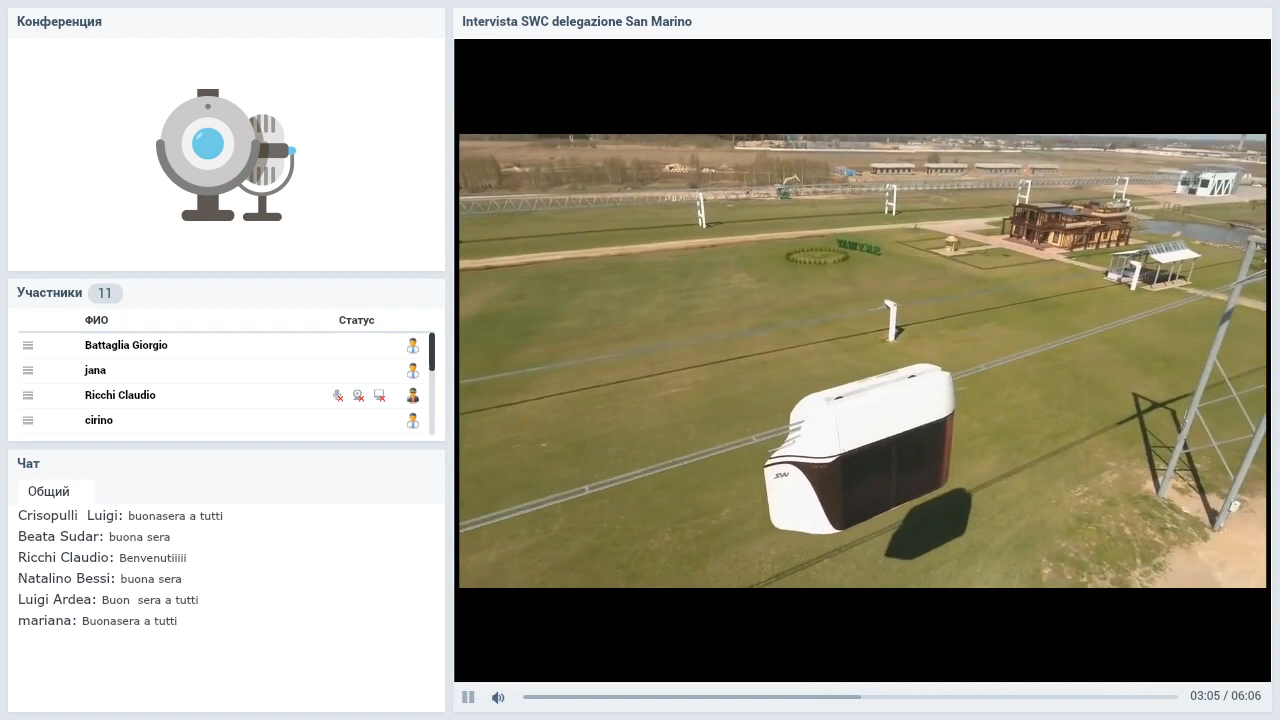 Конференция
Участники 11
ФИО Статус
Battaglia Giorgio
jana
Ricchi Claudio
cirino
Чат
Общий
Crisopulli Luigi: buonasera a tutti
Beata Sudar: buona sera
Ricchi Claudio: Benvenutiiiii
Natalino Bessi: buona sera
Luigi Ardea: Buon sera a tutti
mariana: Buonasera a tutti
Intervista SWC delegazione San Marino
SKYWAY
SW
03:05 / 06:06